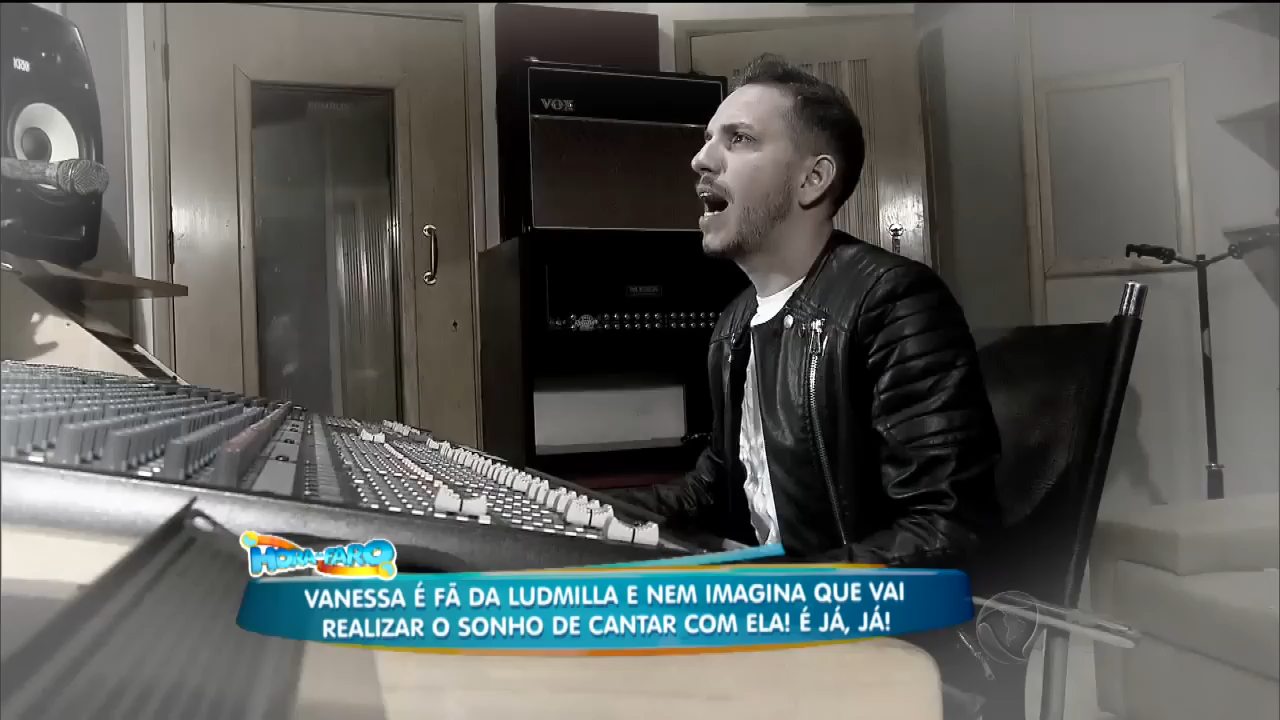 KRK
VOX
HORA DO FARO
VANESSA É FÃ DA LUDMILLA E NEM IMAGINA QUE VAI
REALIZAR O SONHO DE CANTAR COM ELA! É JÁ, JÁ!